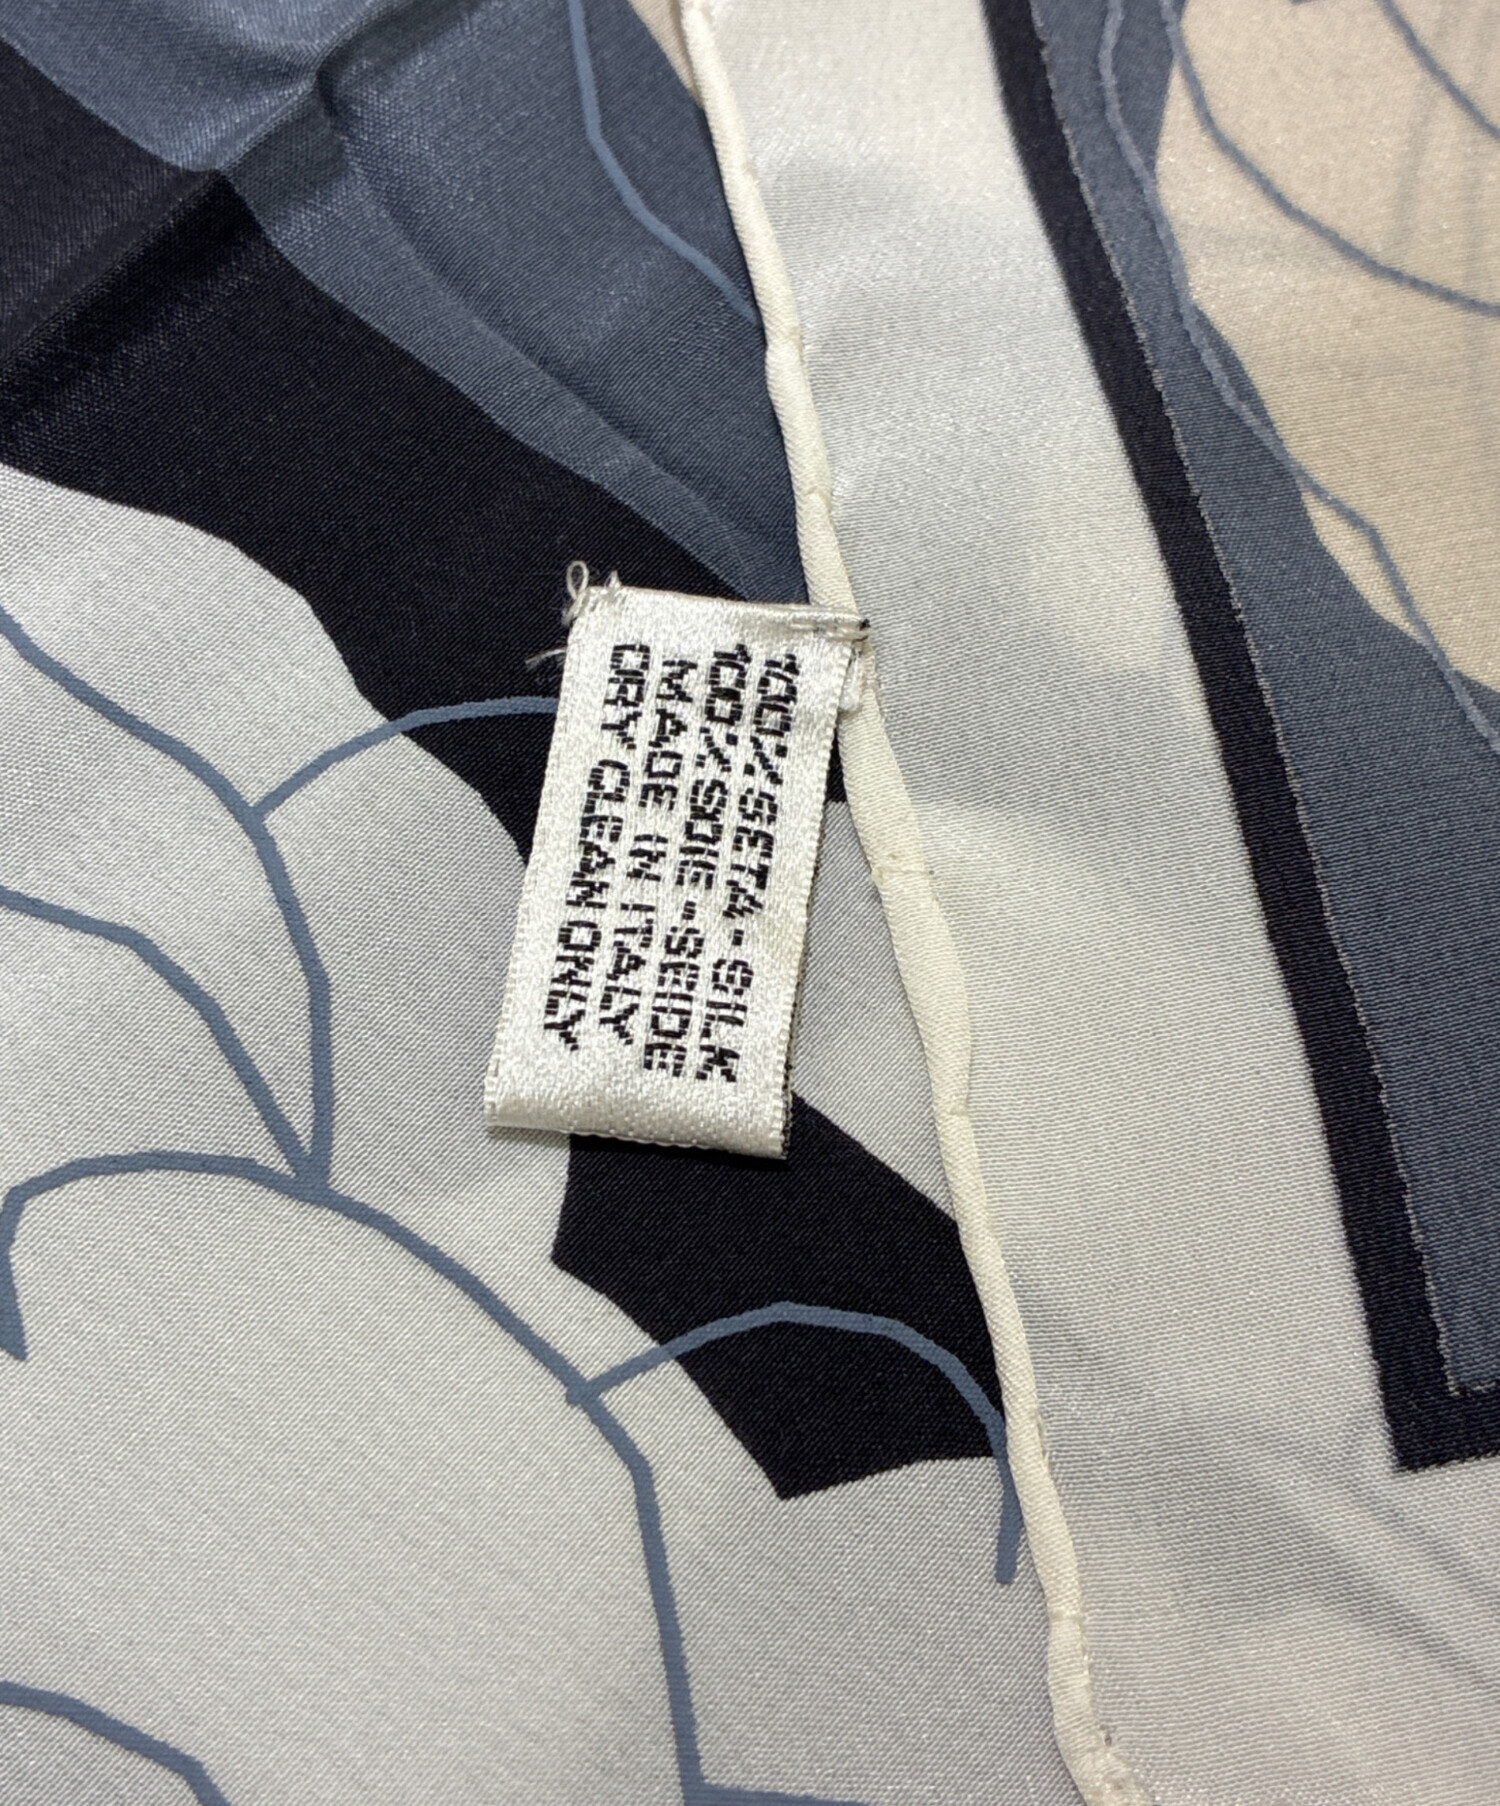 100% SETA - SILK
100% SOIE - SEIDE
MADE IN ITALY
DRY CLEAN ONLY